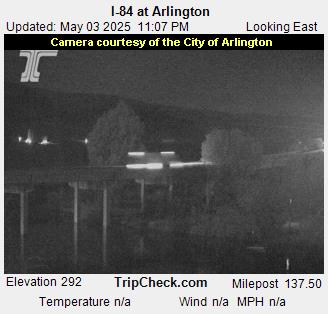 I-84 at Arlington
Updated: May 03 2025 11:07 PM Looking East
Camera courtesy of the City of Arlington
Elevation 292 TripCheck.com Milepost 137.50
Temperature n/a Wind n/a MPH n/a